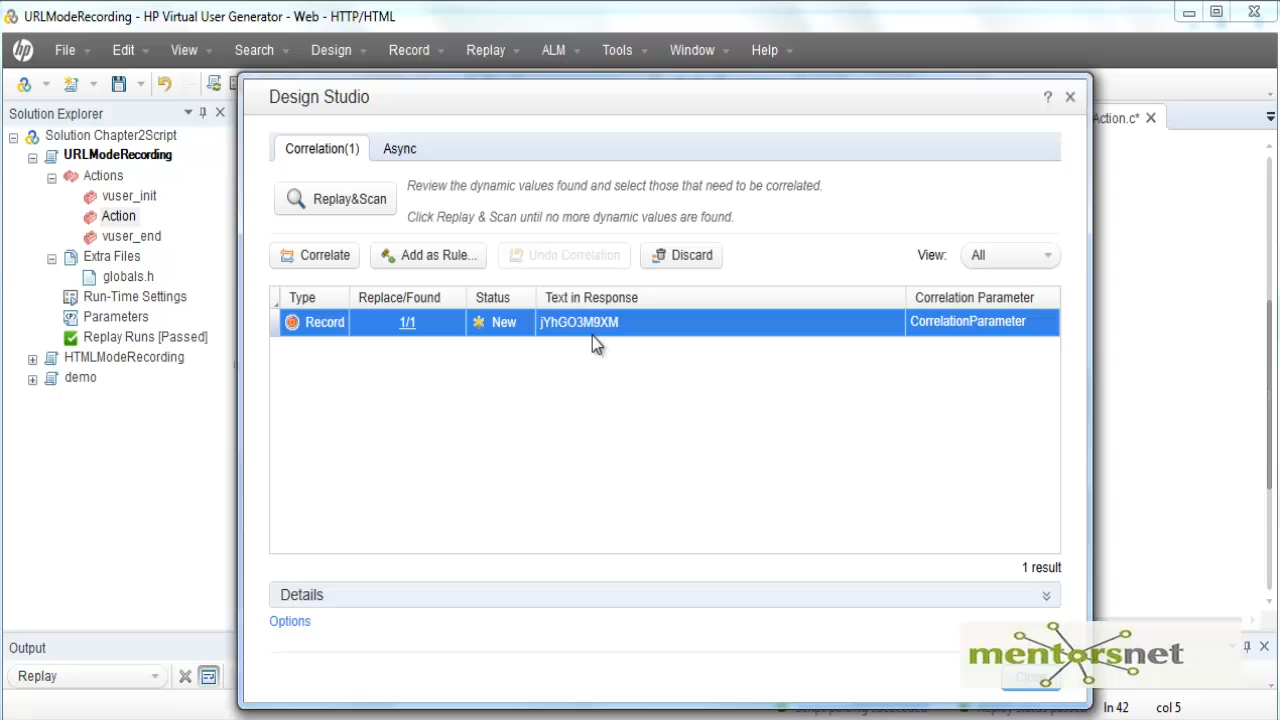 URLModeRecording - HP Virtual User Generator - Web - HTTP/HTML
hp File Edit View Search Design Record Replay ALM Tools Window Help
Solution Explorer
Solution Chapter2Script
URLModeRecording
Actions
vuser_init
Action
vuser_end
Extra Files
globals.h
Run-Time Settings
Parameters
Replay Runs [Passed]
HTMLModeRecording
demo
Output
Replay
Action.c*
Design Studio
?
Correlation(1) Async
Replay&Scan
Review the dynamic values found and select those that need to be correlated.
Click Replay & Scan until no more dynamic values are found.
Correlate Add as Rule... Undo Correlation Discard View: All
Type Replace/Found Status Text in Response Correlation Parameter
Record 1/1 New jYhGO3M9XM CorrelationParameter
1 result
Details
Options
mentorsnet
Ln 42 col 5